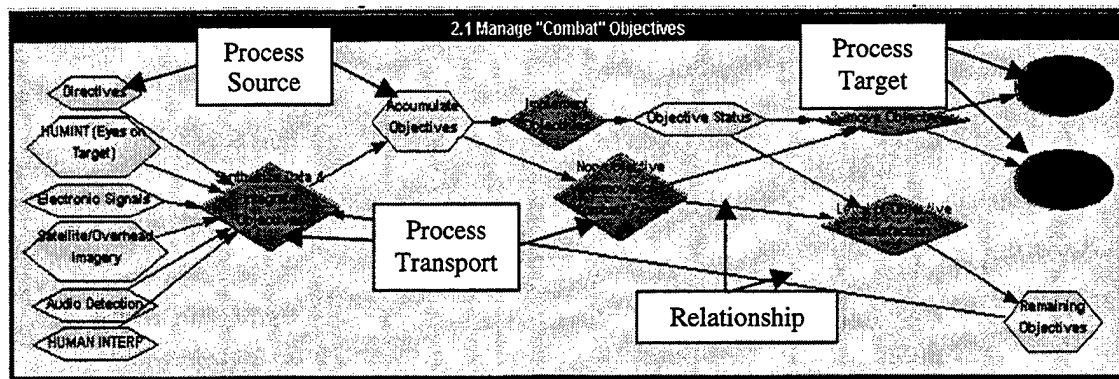 2.1 Manage "Combat" Objectives
Process
Source
Process
Target
Directives
HUMINT (Eyes on
Target)
Electronic Signals
Satellite/Overhead
Imagery
Audio Detection
HUMAN INTERP
Accumulate
Objectives
Objective Status
Process
Transport
Relationship
Remaining
Objectives